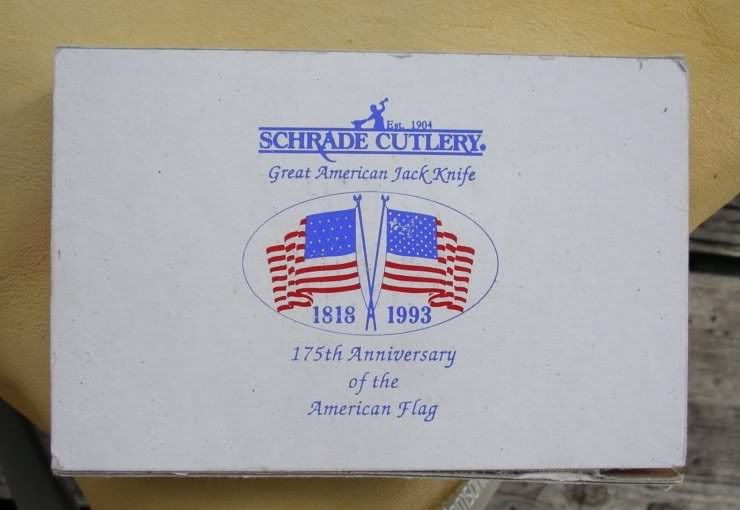 Est. 1904
SCHRADE CUTLERY.
Great American Jack Knife
1818 1993
175th Anniversary
of the
American Flag